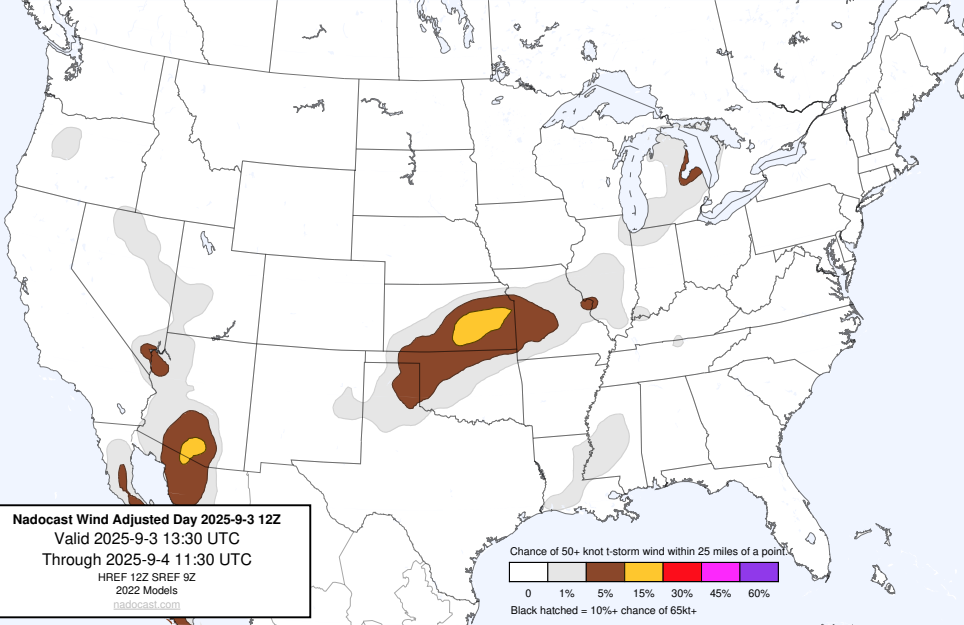 Nadocast Wind Adjusted Day 2025-9-3 12Z
Valid 2025-9-3 13:30 UTC
Through 2025-9-4 11:30 UTC
HREF 12Z SREF 9Z
2022 Models
nadocast.com
Chance of 50+ knot t-storm wind within 25 miles of a point.
0 1% 5% 15% 30% 45% 60%
Black hatched = 10%+ chance of 65kt+